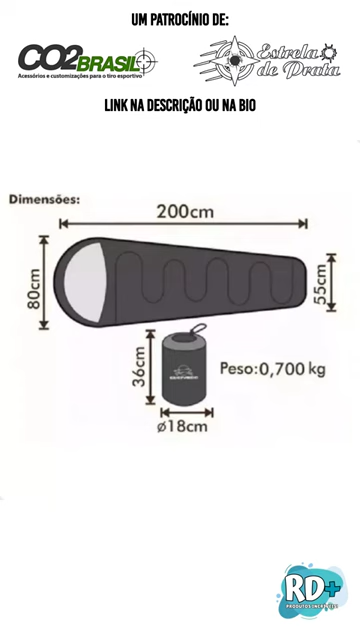 UM PATROCÍNIO DE:
CO2BRASIL
Acessórios e customizações para o tiro esportivo
Estrela
de Prata
LINK NA DESCRIÇÃO OU NA BIO
Dimensões:
200cm
80cm
55cm
36cm
Peso:0,700 kg
ø18cm
RD+